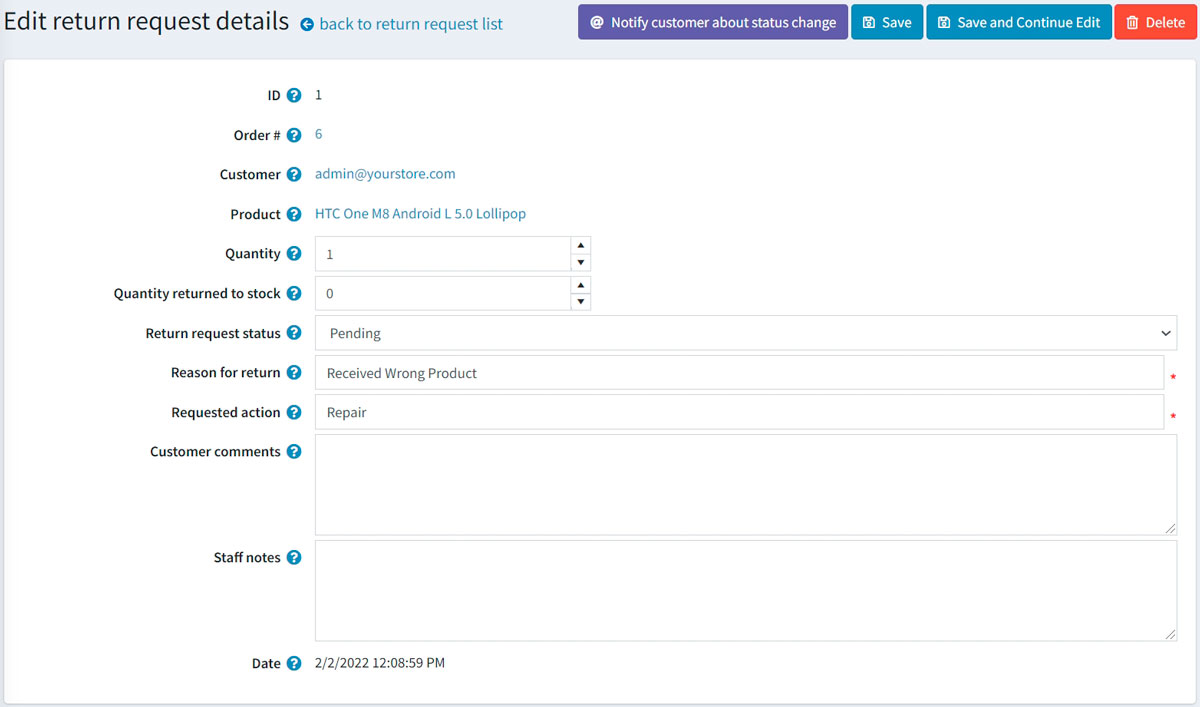 Edit return request details back to return request list Notify customer about status change Save Save and Continue Edit Delete
ID 1
Order # 6
Customer admin@yourstore.com
Product HTC One M8 Android L 5.0 Lollipop
Quantity 1
Quantity returned to stock 0
Return request status Pending
Reason for return Received Wrong Product *
Requested action Repair *
Customer comments
Staff notes
Date 2/2/2022 12:08:59 PM